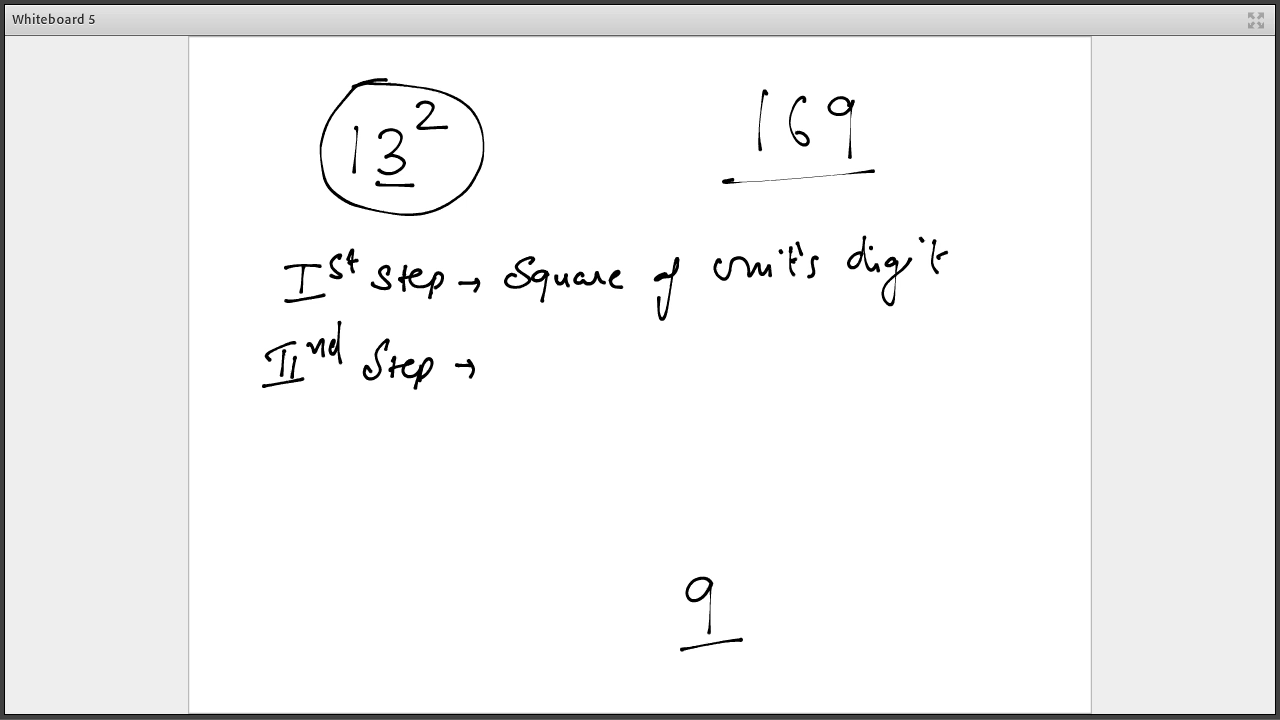 Whiteboard 5
13² 169
Ist Step → Square of unit's digit
IInd Step →
9